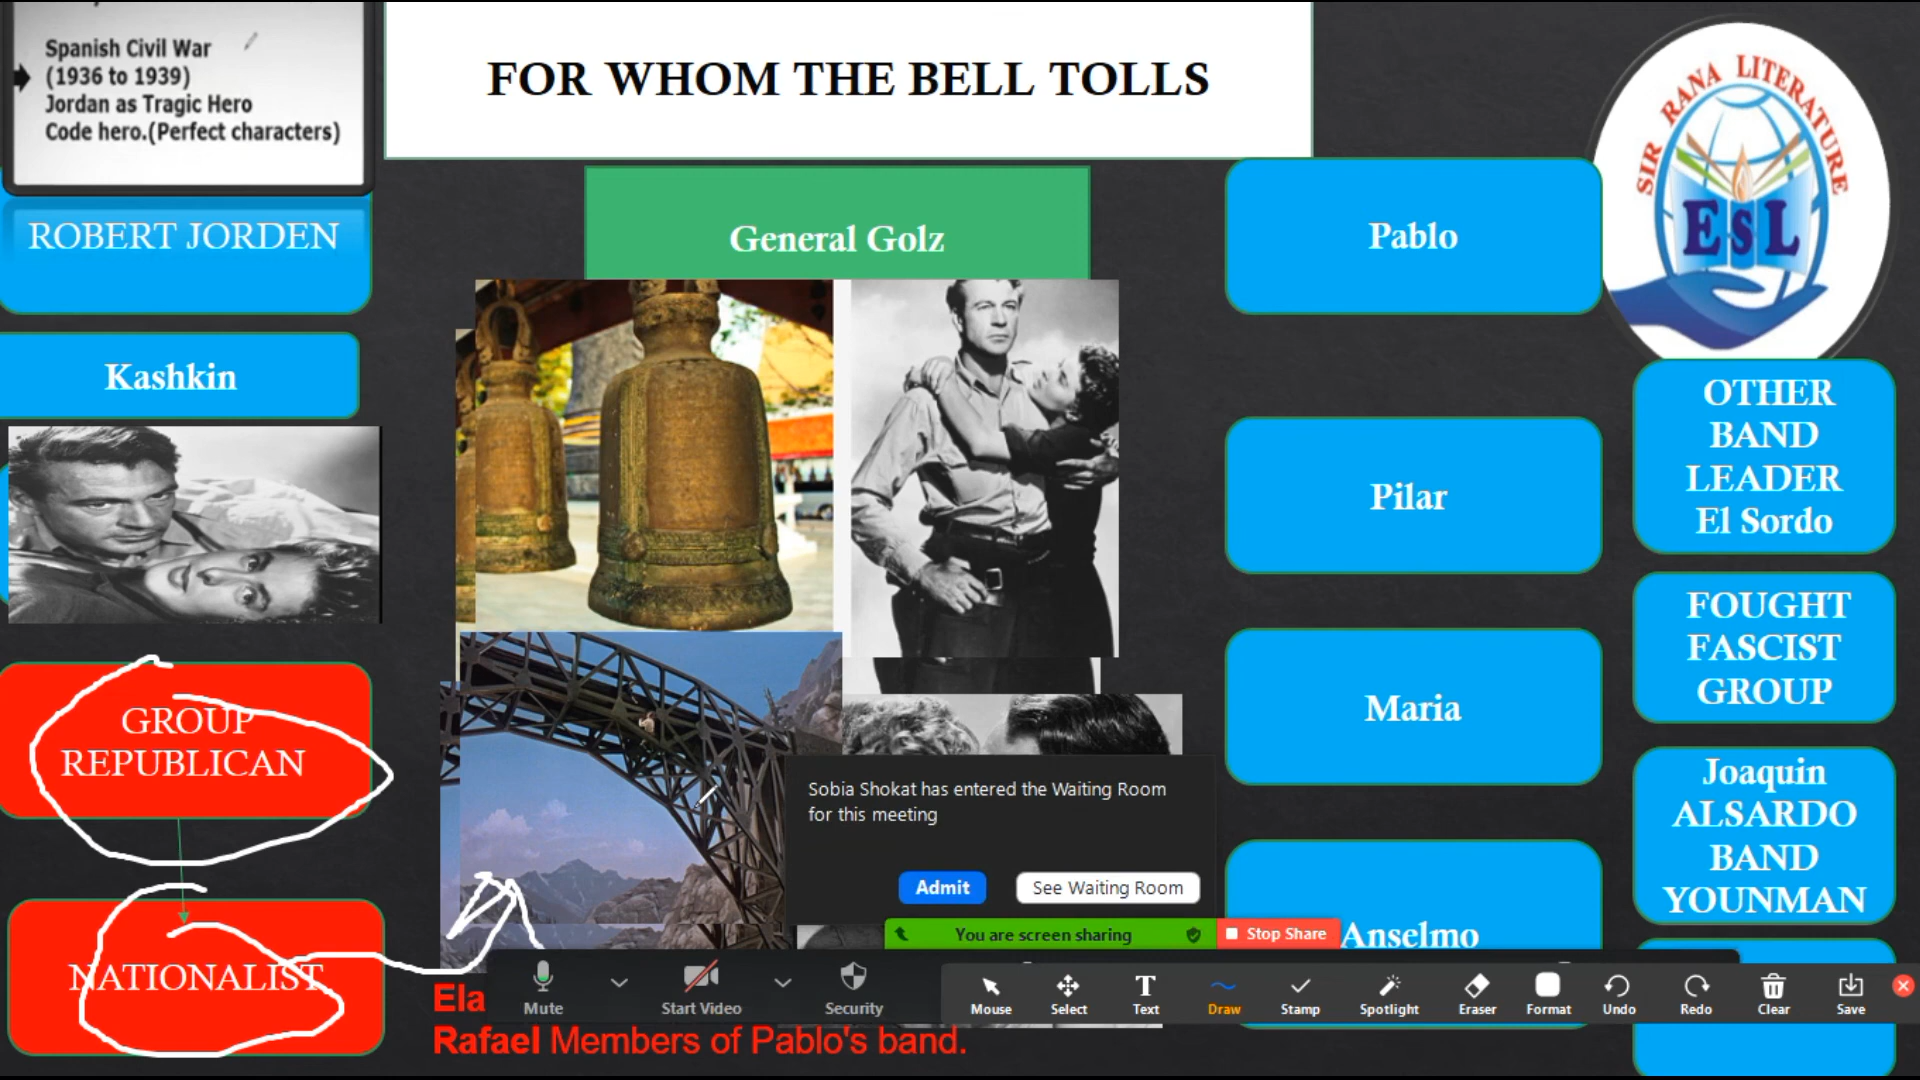 Spanish Civil War
(1936 to 1939)
Jordan as Tragic Hero
Code hero.(Perfect characters)
FOR WHOM THE BELL TOLLS
SIR RANA LITERATURE
ESL
ROBERT JORDEN
General Golz
Pablo
Kashkin
OTHER
BAND
LEADER
El Sordo
Pilar
FOUGHT
FASCIST
GROUP
GROUP
REPUBLICAN
Maria
Joaquin
ALSARDO
BAND
YOUNMAN
Sobia Shokat has entered the Waiting Room
for this meeting
Admit
See Waiting Room
You are screen sharing
Stop Share
Anselmo
NATIONALIST
Ela
Mute
Start Video
Security
Mouse
Select
Text
Draw
Stamp
Spotlight
Eraser
Format
Undo
Redo
Clear
Save
Rafael Members of Pablo's band.